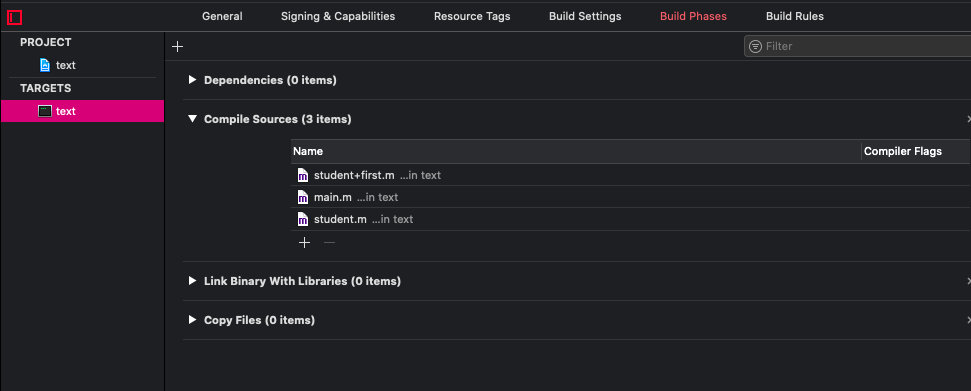 General Signing & Capabilities Resource Tags Build Settings Build Phases Build Rules
PROJECT
text
TARGETS
text
Filter
Dependencies (0 items)
Compile Sources (3 items)
Name Compiler Flags
student+first.m ...in text
main.m ...in text
student.m ...in text
Link Binary With Libraries (0 items)
Copy Files (0 items)